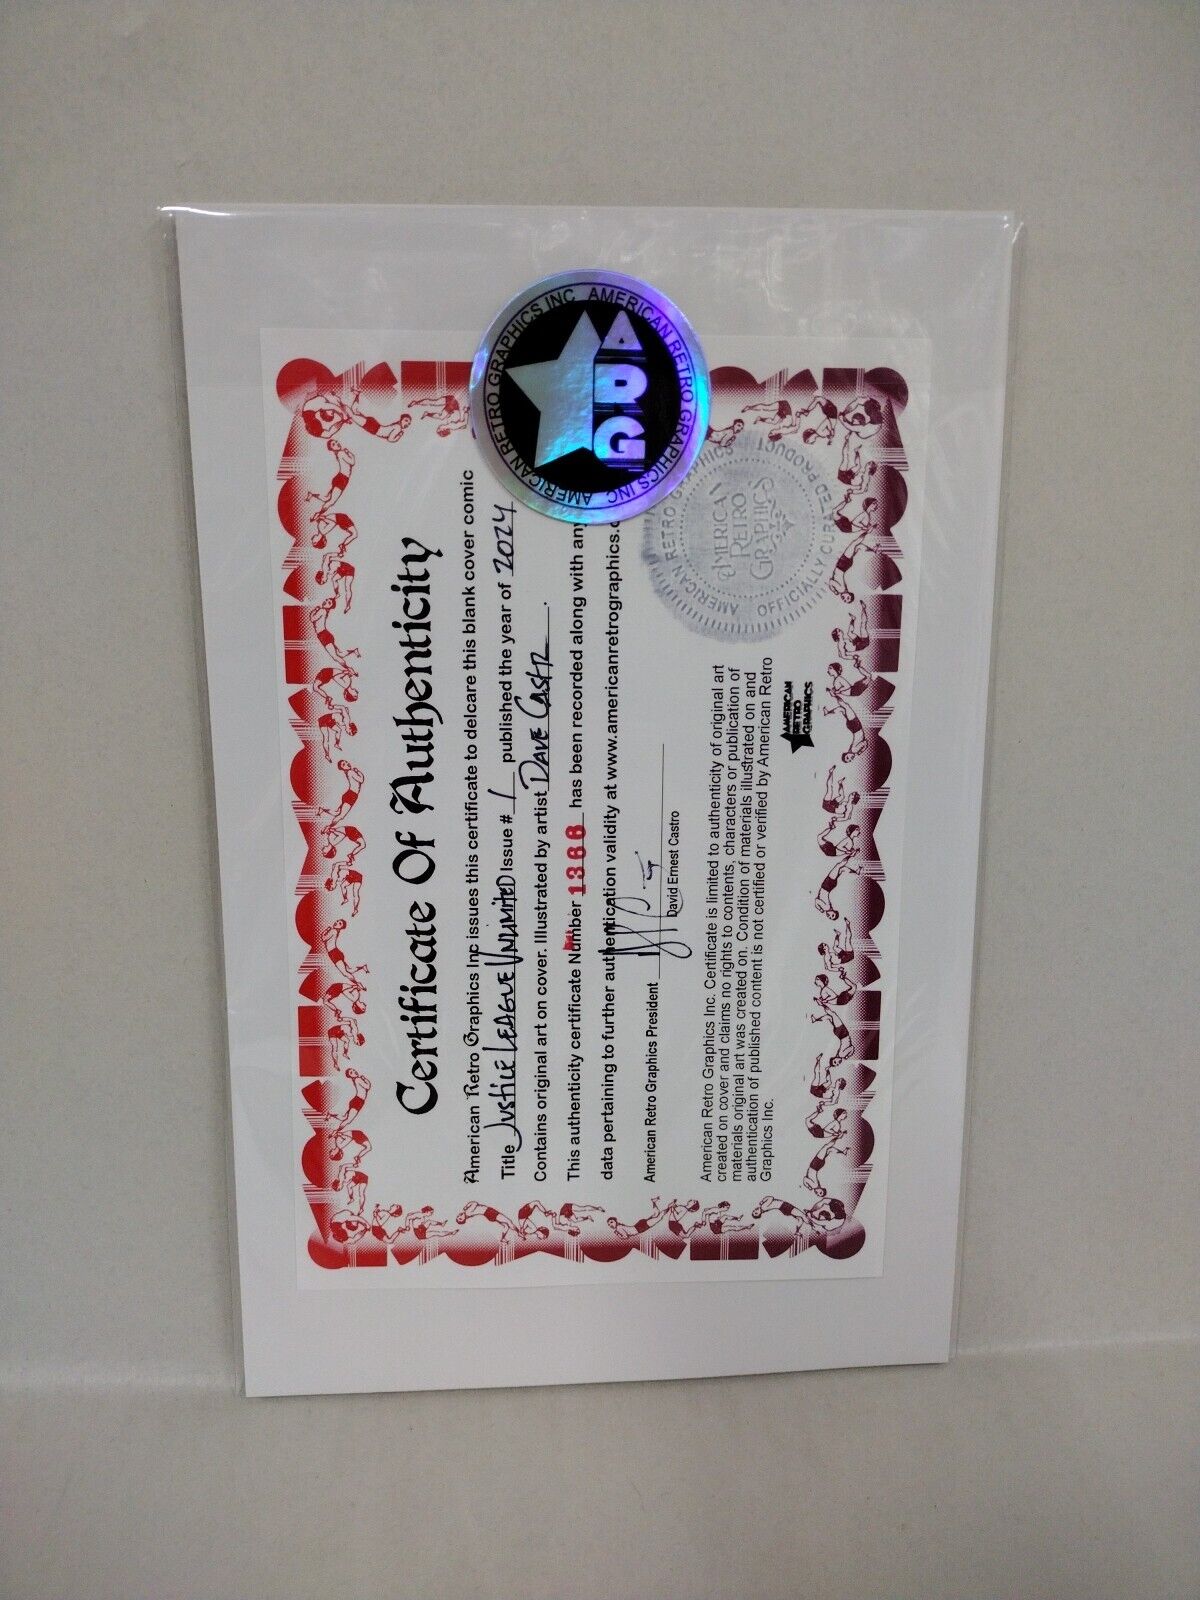 Certificate Of Authenticity
American Retro Graphics Inc issues this certificate to delcare this blank cover comic
Title Justice League Unlimited Issue # 1 published the year of 2024
Contains original art on cover. Illustrated by artist Dave Castr.
This authenticity certificate Number 1366 has been recorded along with any
data pertaining to further authentication validity at www.americanretrographics.
American Retro Graphics President
David Ernest Castro
American Retro Graphics Inc. Certificate is limited to authenticity of original art
created on cover and claims no rights to contents, characters or publication of
materials original art was created on. Condition of materials illustrated on and
authentication of published content is not certified or verified by American Retro
Graphics Inc.
AMERICAN
RETRO
GRAPHICS
AMERICAN RETRO GRAPHICS INC. AMERICAN RETRO GRAPHICS INC.
ARG
AMERICAN RETRO GRAPHICS
OFFICIALLY CURATED PRODUCT
AMERICAN
RETRO
GRAPHICS